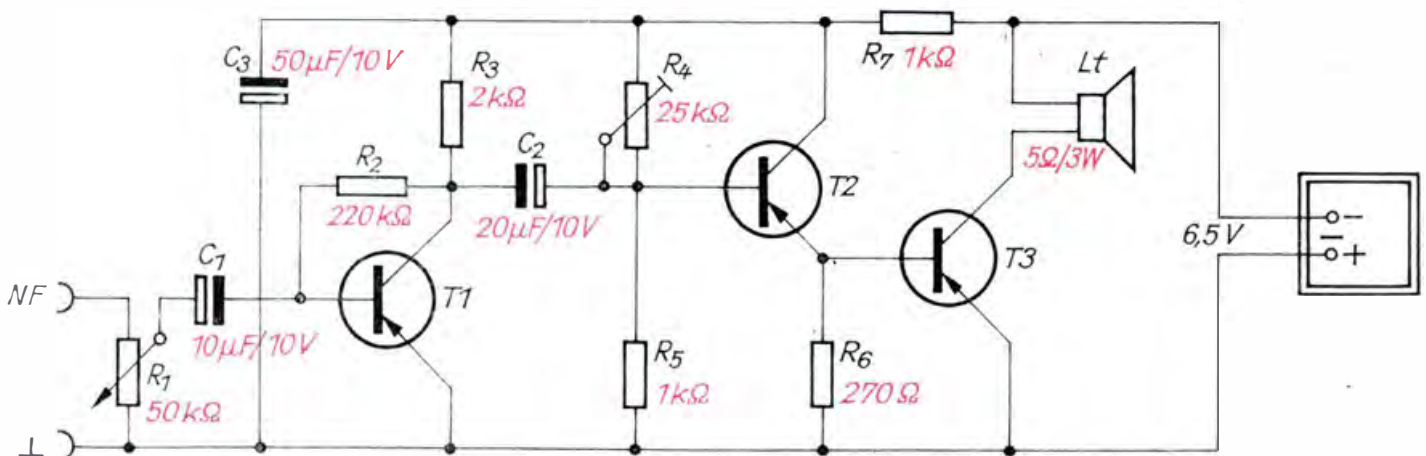 C3
50µF/10V
R3
2kΩ
R4
25kΩ
R7 1kΩ
Lt
5Ω/3W
R2
220kΩ
C2
20µF/10V
T2
T3
6,5V
−
+
NF
C1
10µF/10V
T1
R1
50kΩ
R5
1kΩ
R6
270Ω
⊥